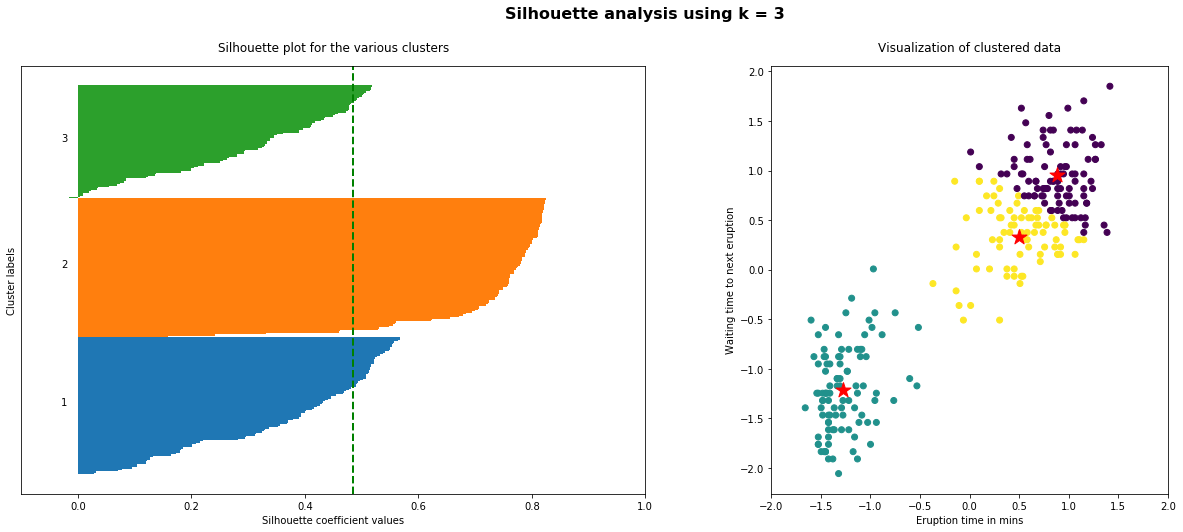 Silhouette analysis using k = 3
Silhouette plot for the various clusters
Cluster labels
3
2
1
0.0 0.2 0.4 0.6 0.8 1.0
Silhouette coefficient values
Visualization of clustered data
Waiting time to next eruption
2.0
1.5
1.0
0.5
0.0
−0.5
−1.0
−1.5
−2.0
−2.0 −1.5 −1.0 −0.5 0.0 0.5 1.0 1.5 2.0
Eruption time in mins